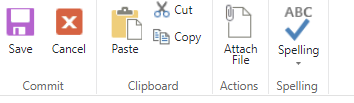 Save
Cancel
Commit
Paste
Cut
Copy
Clipboard
Attach
File
Actions
ABC
Spelling
Spelling